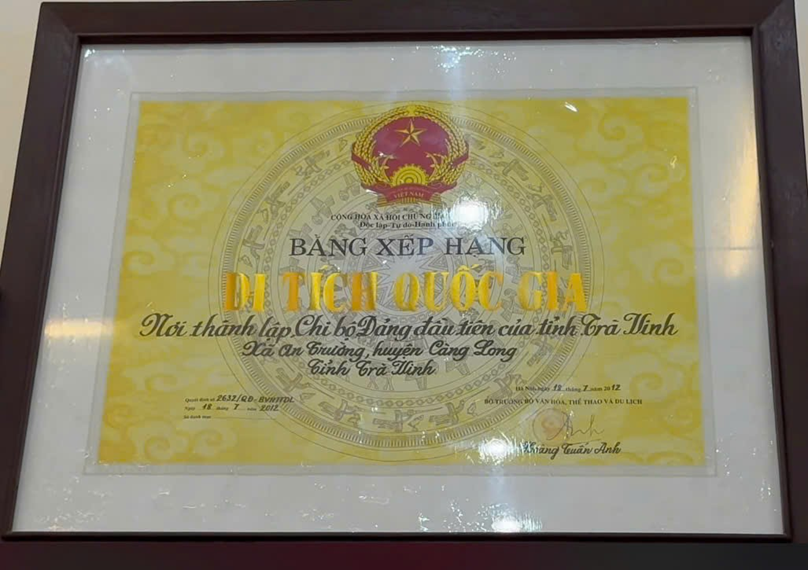 VIỆT NAM
CỘNG HÒA XÃ HỘI CHỦ NGHĨA
Độc lập-Tự do-Hạnh phúc
BẰNG XẾP HẠNG
DI TÍCH QUỐC GIA
Nơi thành lập Chi bộ Đảng đầu tiên của tỉnh Trà Vinh
Xã An Trường, huyện Càng Long
Tỉnh Trà Vinh
Quyết định số 2632/QĐ-BVHTTDL
Ngày 18 tháng 7 năm 2012
Hà Nội, ngày 18 tháng 7 năm 2012
BỘ TRƯỞNG BỘ VĂN HÓA, THỂ THAO VÀ DU LỊCH
Hoàng Tuấn Anh